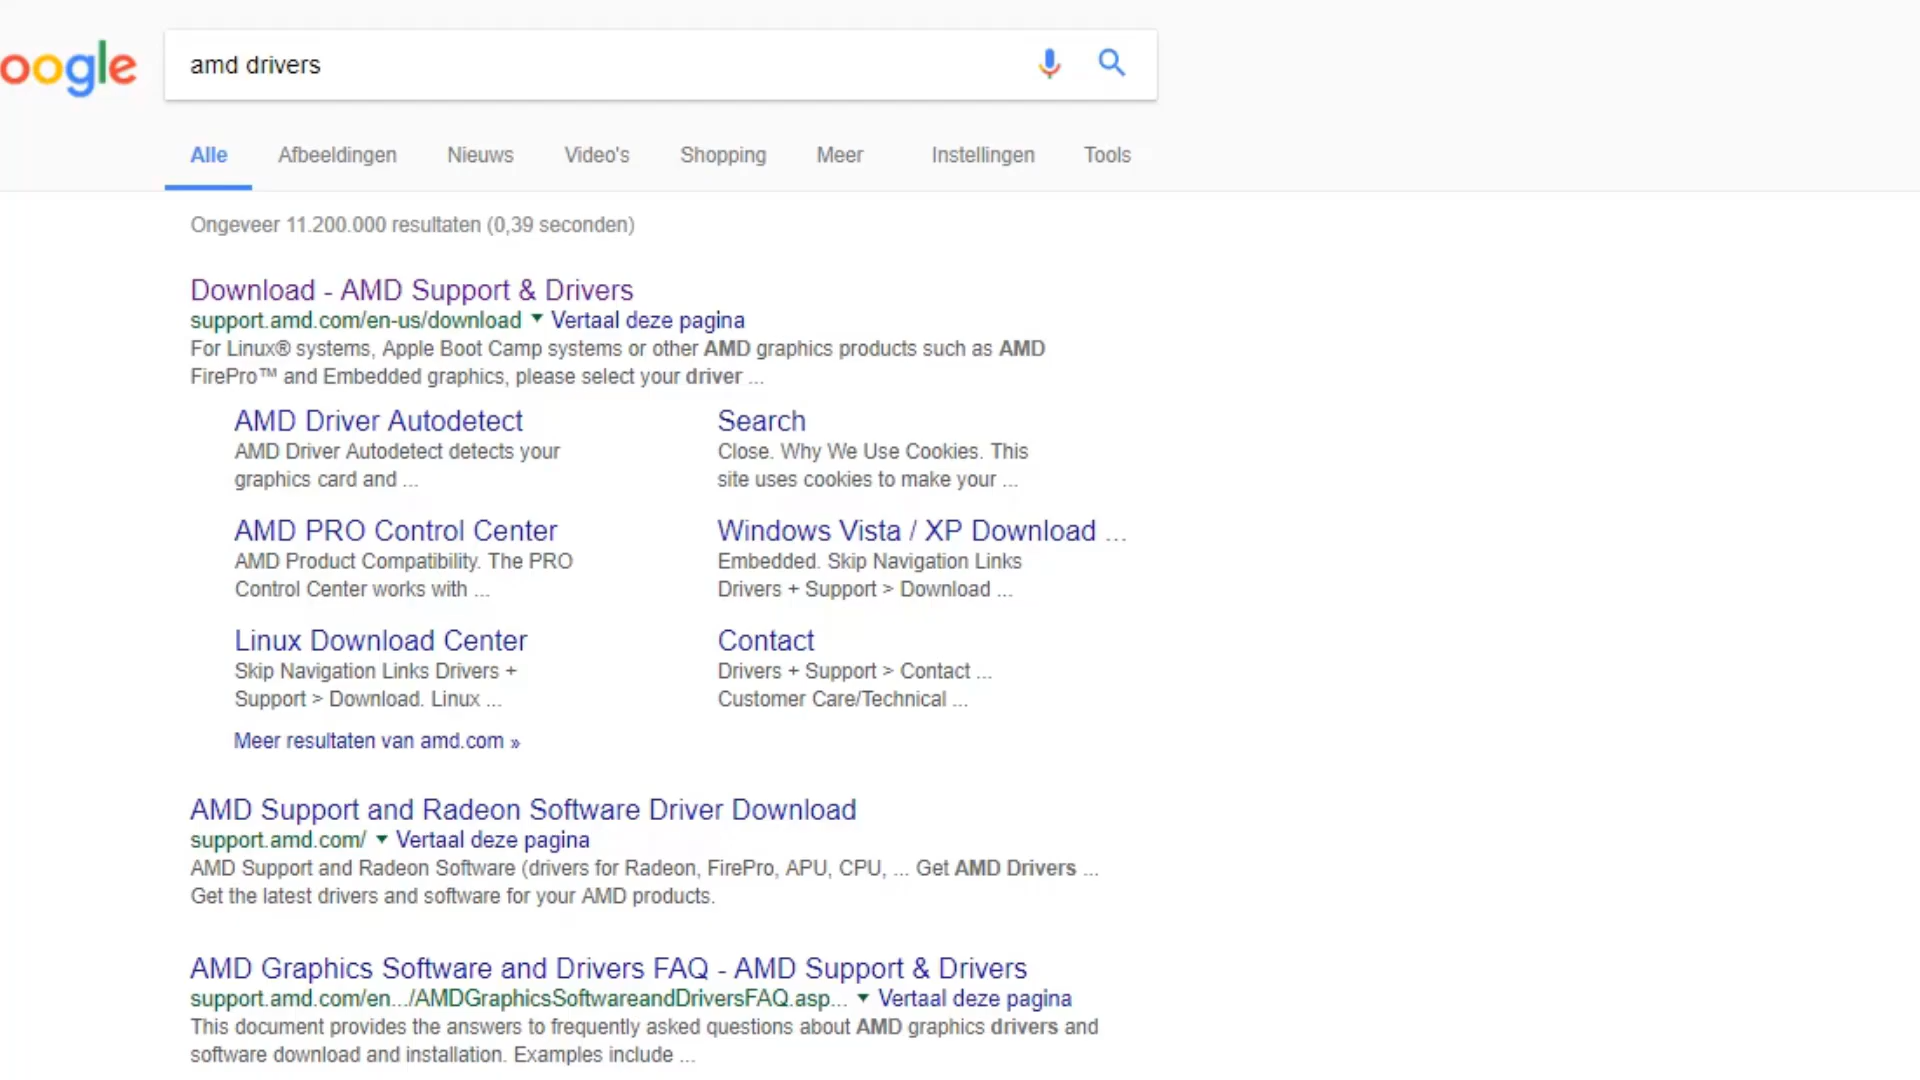 oogle
amd drivers
Alle Afbeeldingen Nieuws Video's Shopping Meer Instellingen Tools
Ongeveer 11.200.000 resultaten (0,39 seconden)
Download - AMD Support & Drivers
support.amd.com/en-us/download ▼ Vertaal deze pagina
For Linux® systems, Apple Boot Camp systems or other AMD graphics products such as AMD
FirePro™ and Embedded graphics, please select your driver ...
AMD Driver Autodetect
AMD Driver Autodetect detects your
graphics card and ...
Search
Close. Why We Use Cookies. This
site uses cookies to make your ...
AMD PRO Control Center
AMD Product Compatibility. The PRO
Control Center works with ...
Windows Vista / XP Download ...
Embedded. Skip Navigation Links
Drivers + Support > Download ...
Linux Download Center
Skip Navigation Links Drivers +
Support > Download. Linux ...
Contact
Drivers + Support > Contact ...
Customer Care/Technical ...
Meer resultaten van amd.com »
AMD Support and Radeon Software Driver Download
support.amd.com/ ▼ Vertaal deze pagina
AMD Support and Radeon Software (drivers for Radeon, FirePro, APU, CPU, ... Get AMD Drivers ...
Get the latest drivers and software for your AMD products.
AMD Graphics Software and Drivers FAQ - AMD Support & Drivers
support.amd.com/en.../AMDGraphicsSoftwareandDriversFAQ.asp... ▼ Vertaal deze pagina
This document provides the answers to frequently asked questions about AMD graphics drivers and
software download and installation. Examples include ...